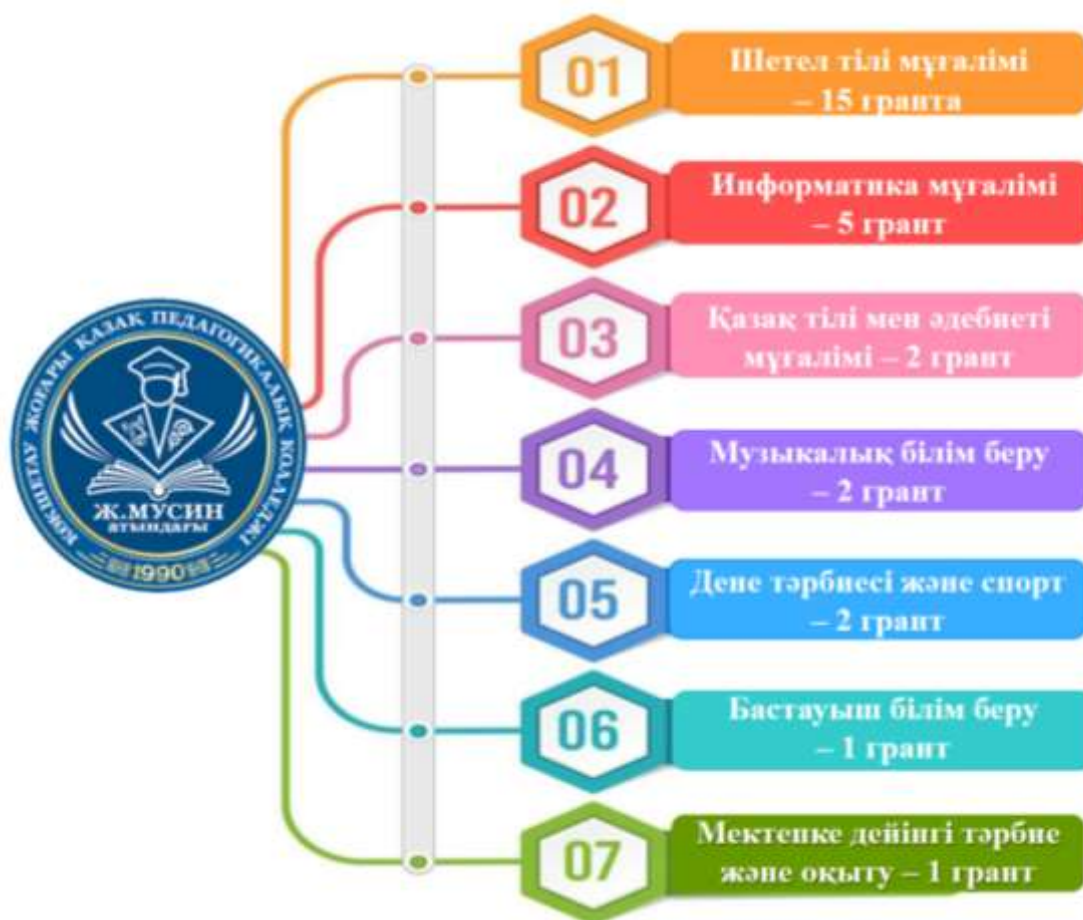 КӨКШЕТАУ ЖОҒАРЫ ҚАЗАҚ ПЕДАГОГИКАЛЫҚ КОЛЛЕДЖІ
Ж.МУСИН
АТЫНДАҒЫ
1990
01
Шетел тілі мұғалімі
– 15 гранта
02
Информатика мұғалімі
– 5 грант
03
Қазақ тілі мен әдебиеті
мұғалімі – 2 грант
04
Музыкалық білім беру
– 2 грант
05
Дене тәрбиесі және спорт
– 2 грант
06
Бастауыш білім беру
– 1 грант
07
Мектепке дейінгі тәрбие
және оқыту – 1 грант